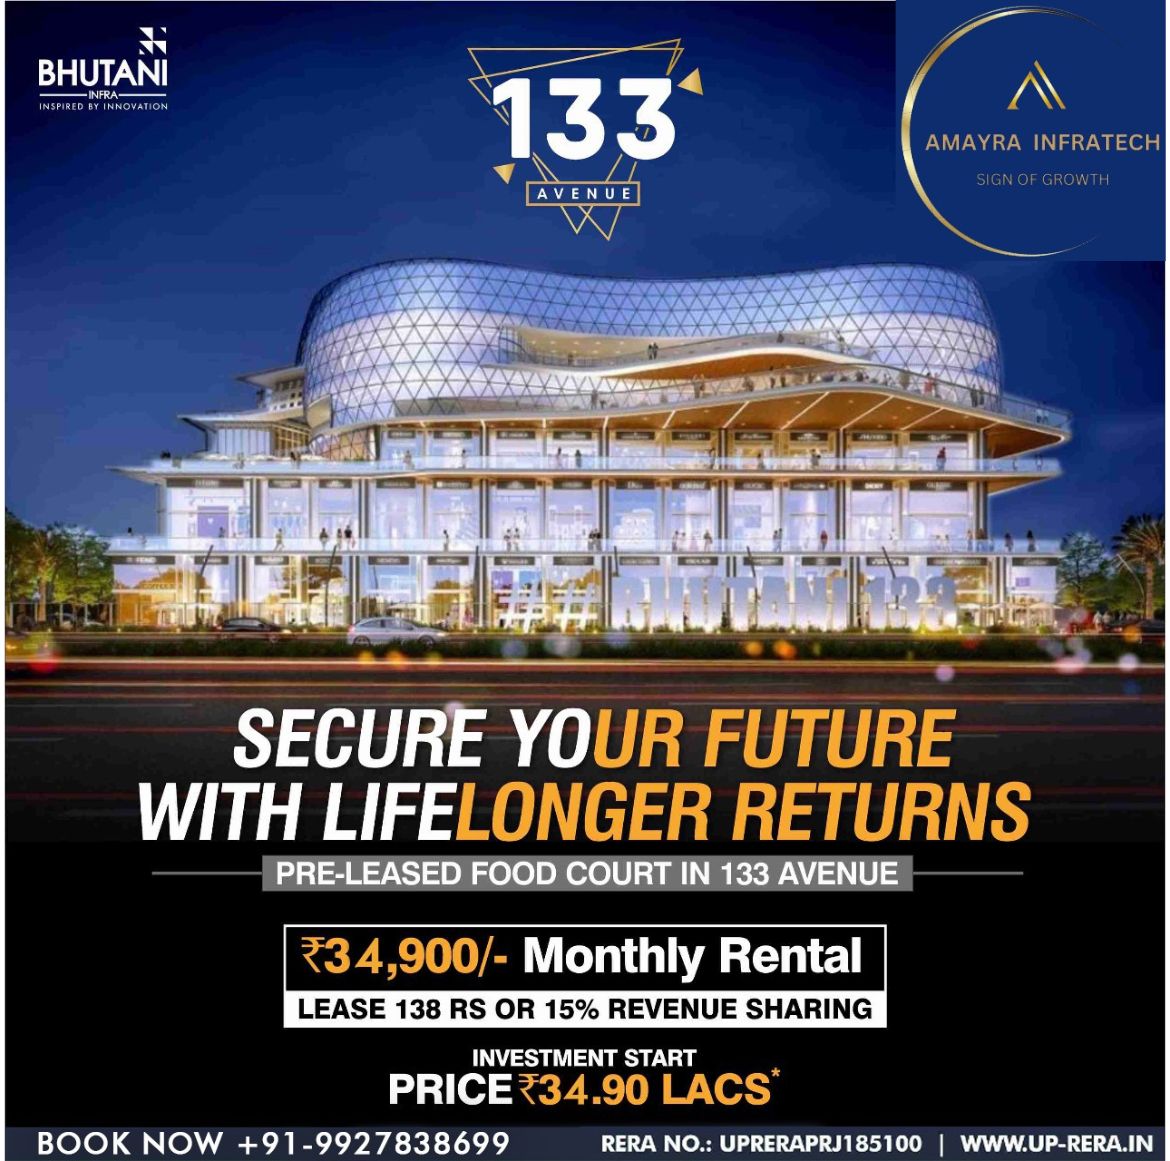 BHUTANI
INFRA
INSPIRED BY INNOVATION
133
AVENUE
AMAYRA INFRATECH
SIGN OF GROWTH
##BHUTANI133
SECURE YOUR FUTURE
WITH LIFELONGER RETURNS
PRE-LEASED FOOD COURT IN 133 AVENUE
₹34,900/- Monthly Rental
LEASE 138 RS OR 15% REVENUE SHARING
INVESTMENT START
PRICE ₹34.90 LACS*
BOOK NOW +91-9927838699
RERA NO.: UPRERAPRJ185100 | WWW.UP-RERA.IN